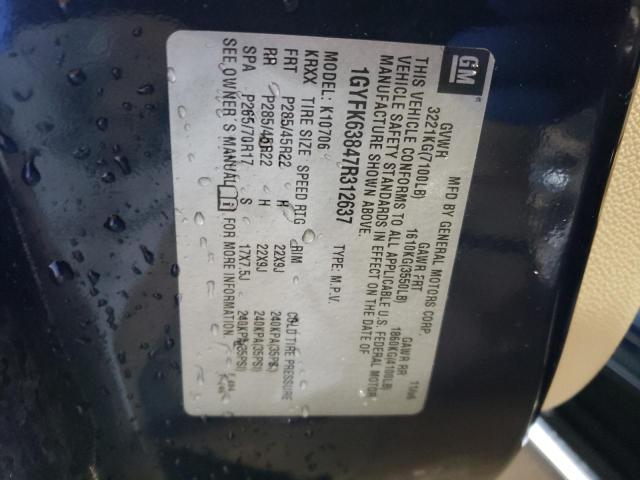 GM
MFD BY GENERAL MOTORS CORP. 11/06
GVWR GAWR FRT GAWR RR
3221KG(7100LB) 1610KG(3550LB) 1860KG(4100LB)
THIS VEHICLE CONFORMS TO ALL APPLICABLE U.S. FEDERAL MOTOR
VEHICLE SAFETY STANDARDS IN EFFECT ON THE DATE OF
MANUFACTURE SHOWN ABOVE.
1GYFK63847R312637 TYPE: M.P.V.
MODEL: K10706
KRXX TIRE SIZE SPEED RTG RIM COLD TIRE PRESSURE
FRT P285/45R22 H 22X9J 240KPA(35PSI)
RR P285/45R22 H 22X9J 240KPA(35PSI)
SPA P265/70R17 S 17X7.5J 240KPA(35PSI)
SEE OWNER'S MANUAL FOR MORE INFORMATION.